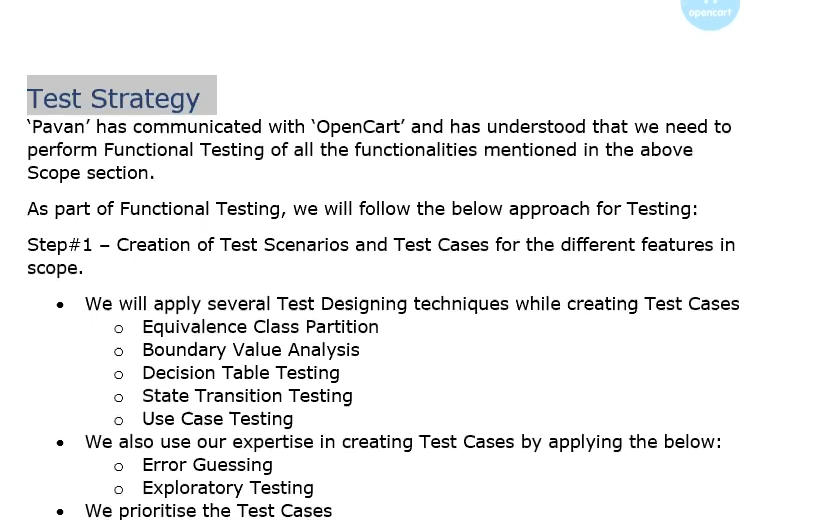 opencart
Test Strategy
‘Pavan’ has communicated with ‘OpenCart’ and has understood that we need to
perform Functional Testing of all the functionalities mentioned in the above
Scope section.
As part of Functional Testing, we will follow the below approach for Testing:
Step#1 – Creation of Test Scenarios and Test Cases for the different features in
scope.
• We will apply several Test Designing techniques while creating Test Cases
o Equivalence Class Partition
o Boundary Value Analysis
o Decision Table Testing
o State Transition Testing
o Use Case Testing
• We also use our expertise in creating Test Cases by applying the below:
o Error Guessing
o Exploratory Testing
• We prioritise the Test Cases